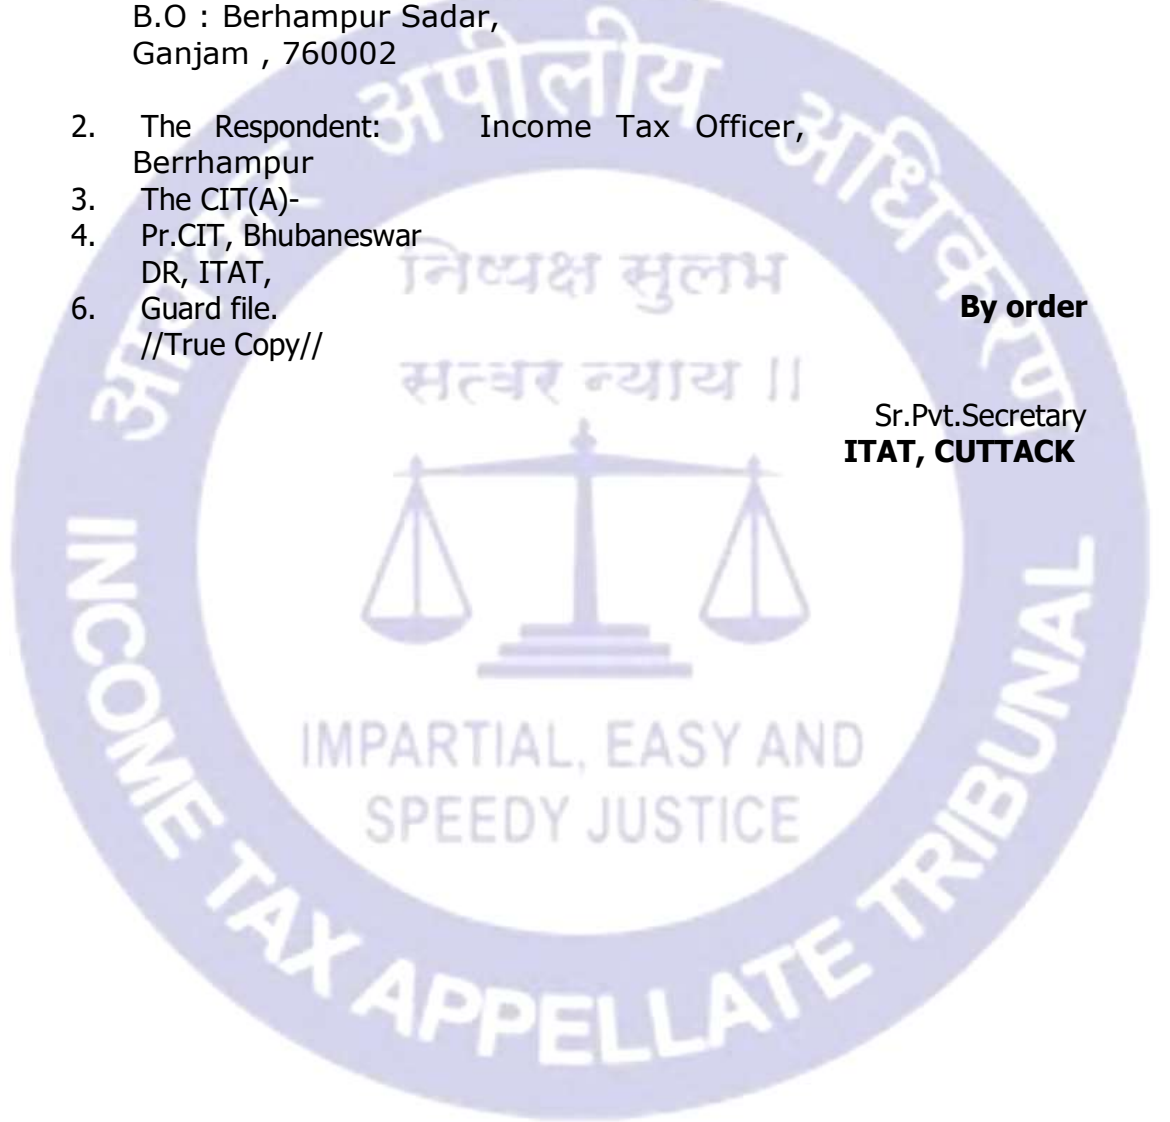 B.O : Berhampur Sadar,
Ganjam , 760002
2. The Respondent: Income Tax Officer,
Berrhampur
3. The CIT(A)-
4. Pr.CIT, Bhubaneswar
DR, ITAT,
6. Guard file.
By order
//True Copy//
Sr.Pvt.Secretary
ITAT, CUTTACK
आयकर अपीलीय अधिकरण
निष्पक्ष सुलभ
सत्वर न्याय ||
IMPARTIAL, EASY AND
SPEEDY JUSTICE
INCOME TAX APPELLATE TRIBUNAL